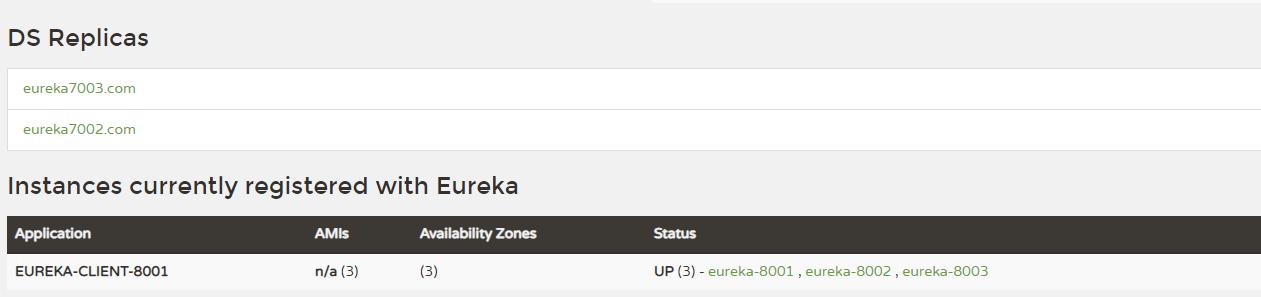 DS Replicas
eureka7003.com
eureka7002.com
Instances currently registered with Eureka
Application AMIs Availability Zones Status
EUREKA-CLIENT-8001 n/a (3) (3) UP (3) - eureka-8001 , eureka-8002 , eureka-8003